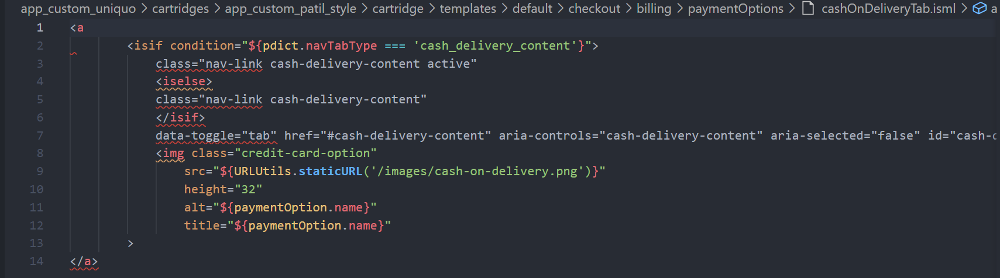 app_custom_uniquo > cartridges > app_custom_patil_style > cartridge > templates > default > checkout > billing > paymentOptions > cashOnDeliveryTab.isml > a
1 <a
2 <isif condition="${pdict.navTabType === 'cash_delivery_content'}">
3 class="nav-link cash-delivery-content active"
4 <iselse>
5 class="nav-link cash-delivery-content"
6 </isif>
7 data-toggle="tab" href="#cash-delivery-content" aria-controls="cash-delivery-content" aria-selected="false" id="cash-
8 <img class="credit-card-option"
9 src="${URLUtils.staticURL('/images/cash-on-delivery.png')}"
10 height="32"
11 alt="${paymentOption.name}"
12 title="${paymentOption.name}"
13 >
14 </a>